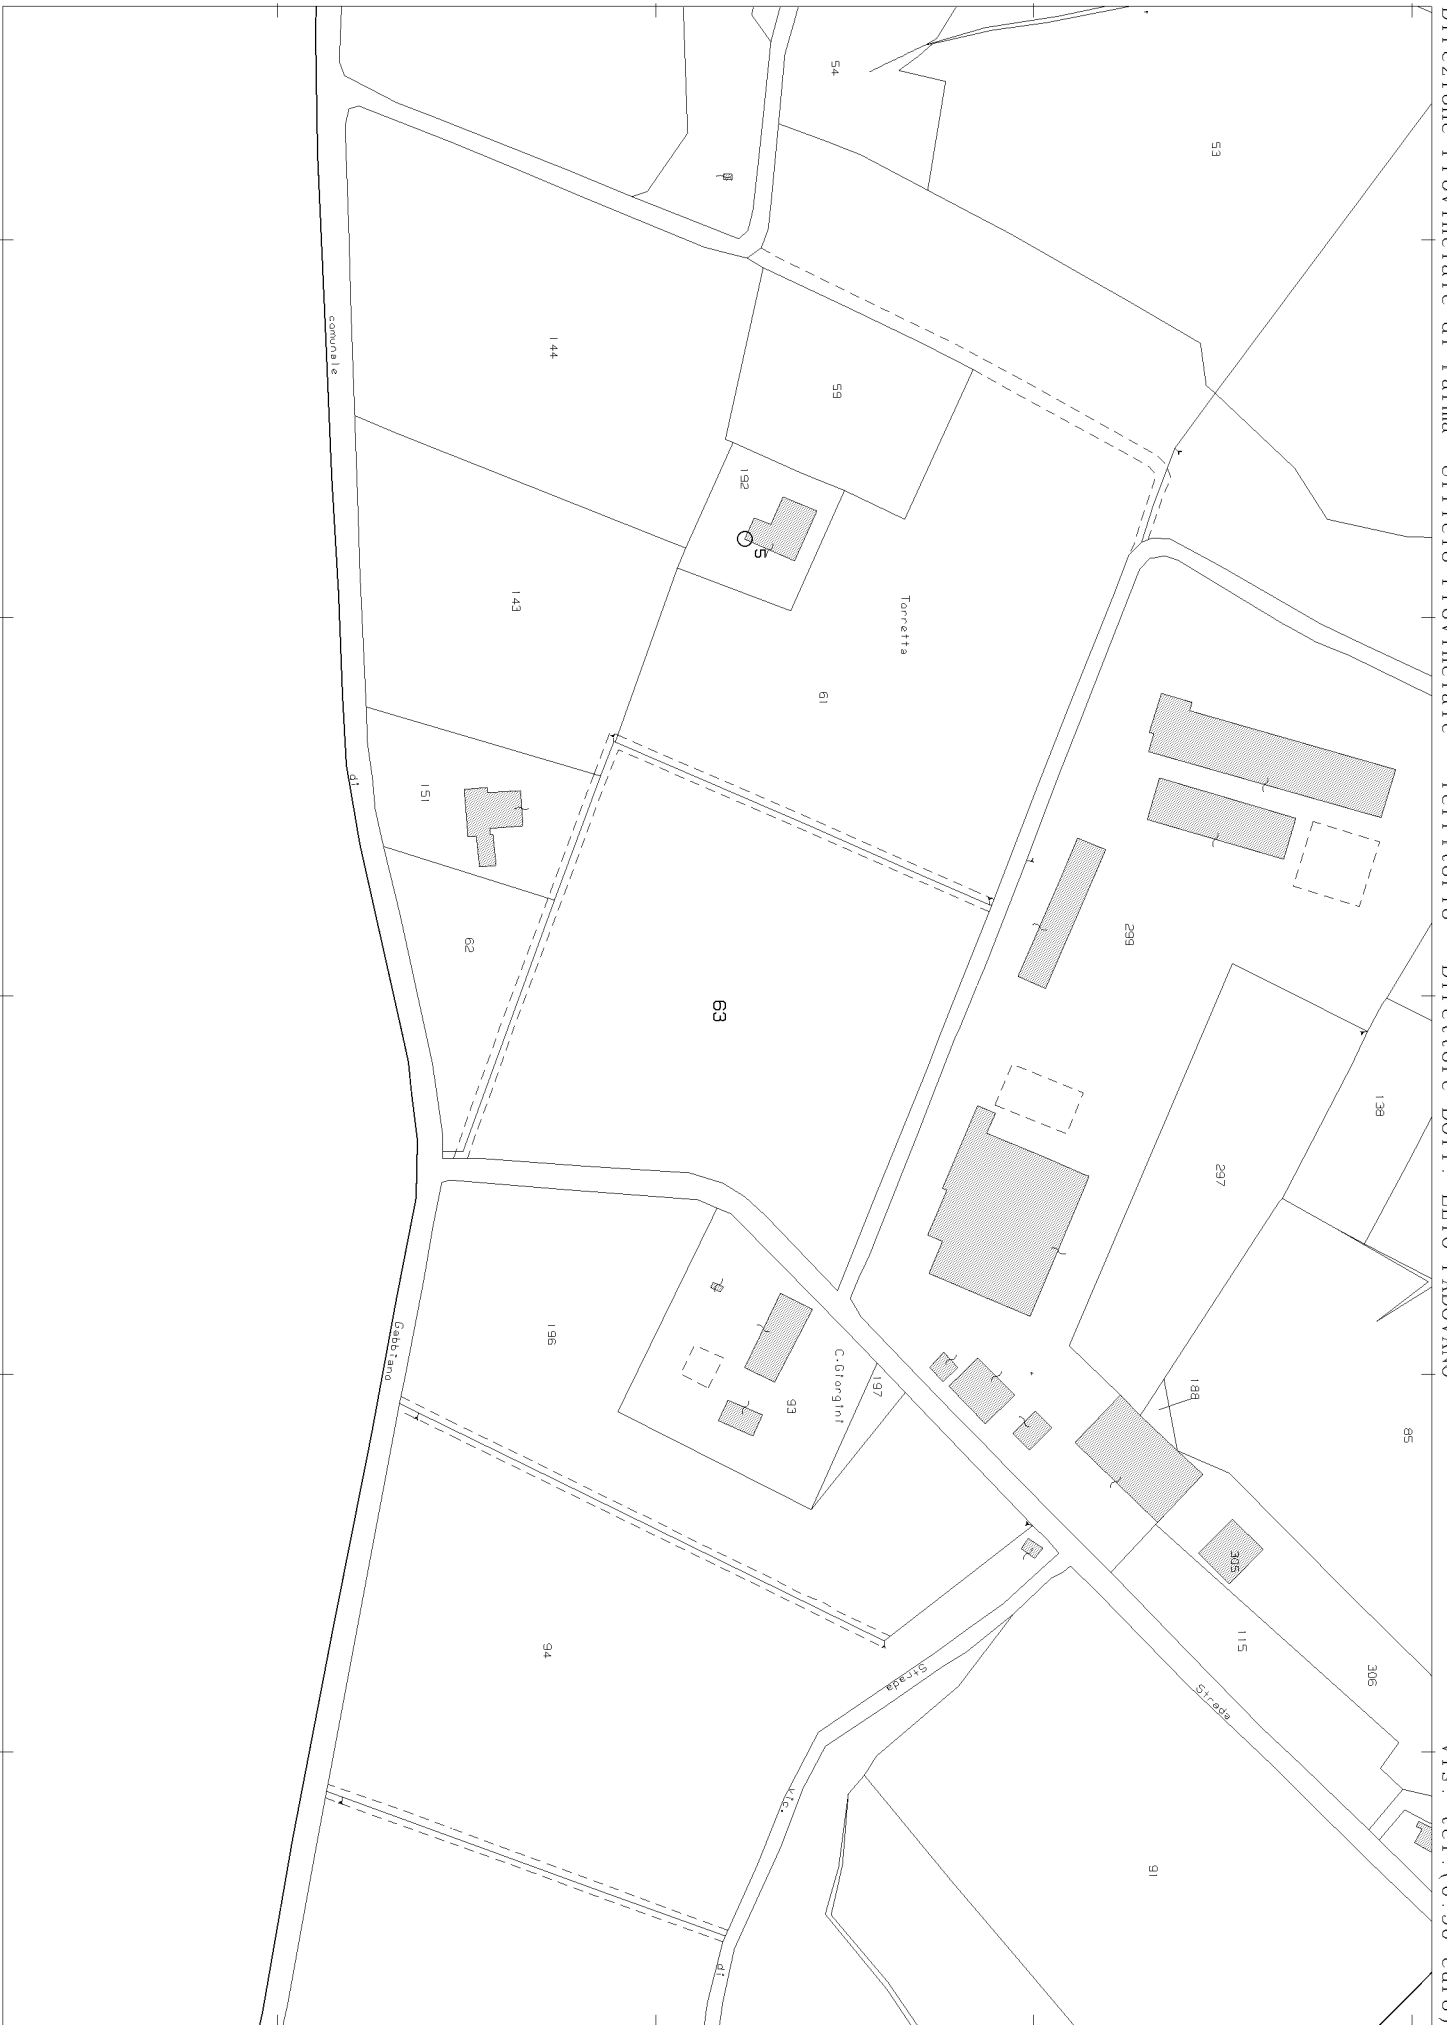 Direzione Provinciale di Parma Ufficio Provinciale - Territorio Direttore DOTT. ELIO PADOVANO
Vis. tel. (0.90 euro)
54
53
comunale
144
59
192
5
143
Torretta
61
151
di
62
63
299
138
297
188
85
196
C.Giorgini
197
93
Gabbiano
305
115
306
94
Strada
Strada
vic.
di
91